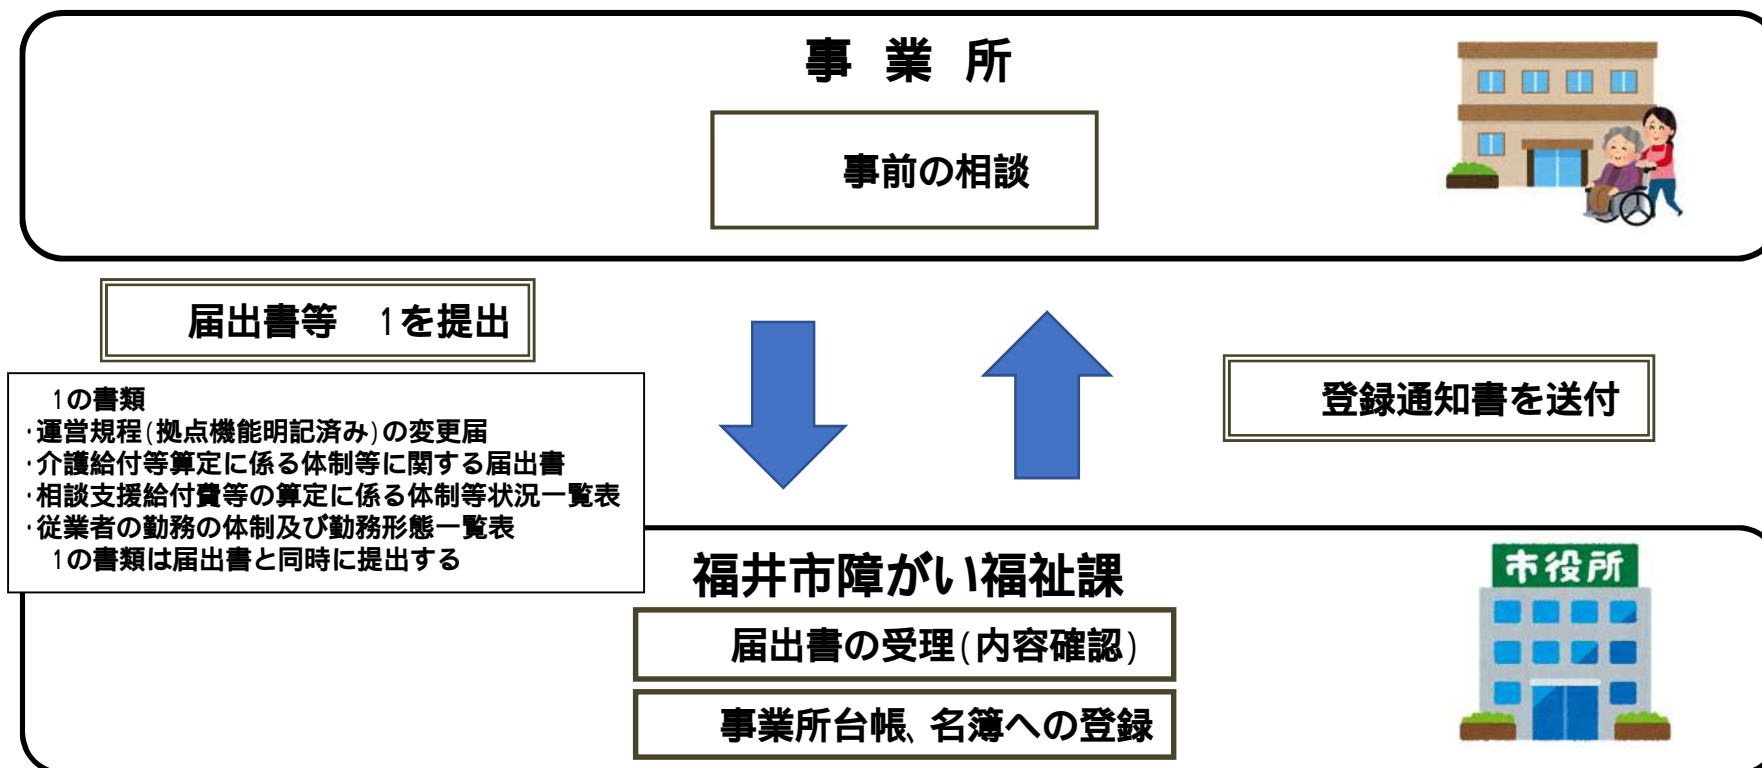 事 業 所
事前の相談
届出書等　1を提出
1の書類
・運営規程(拠点機能明記済み)の変更届
・介護給付等算定に係る体制等に関する届出書
・相談支援給付費等の算定に係る体制等状況一覧表
・従業者の勤務の体制及び勤務形態一覧表
1の書類は届出書と同時に提出する
登録通知書を送付
福井市障がい福祉課
届出書の受理(内容確認)
事業所台帳、名簿への登録
市役所